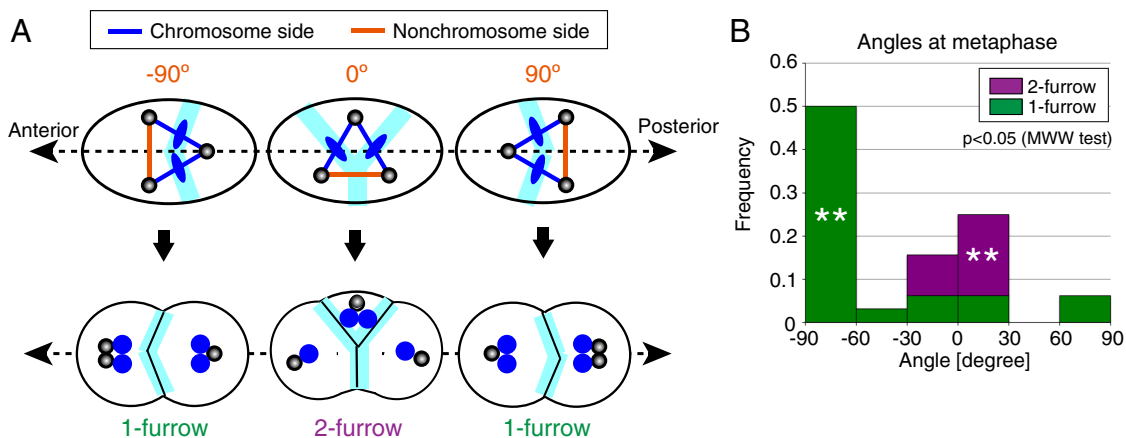 A
Chromosome side
Nonchromosome side
-90º
0º
90º
Anterior
Posterior
1-furrow
2-furrow
1-furrow
B
Angles at metaphase
2-furrow
1-furrow
p<0.05 (MWW test)
Frequency
0.6
0.5
0.4
0.3
0.2
0.1
0
**
**
-90
-60
-30
0
30
60
90
Angle [degree]